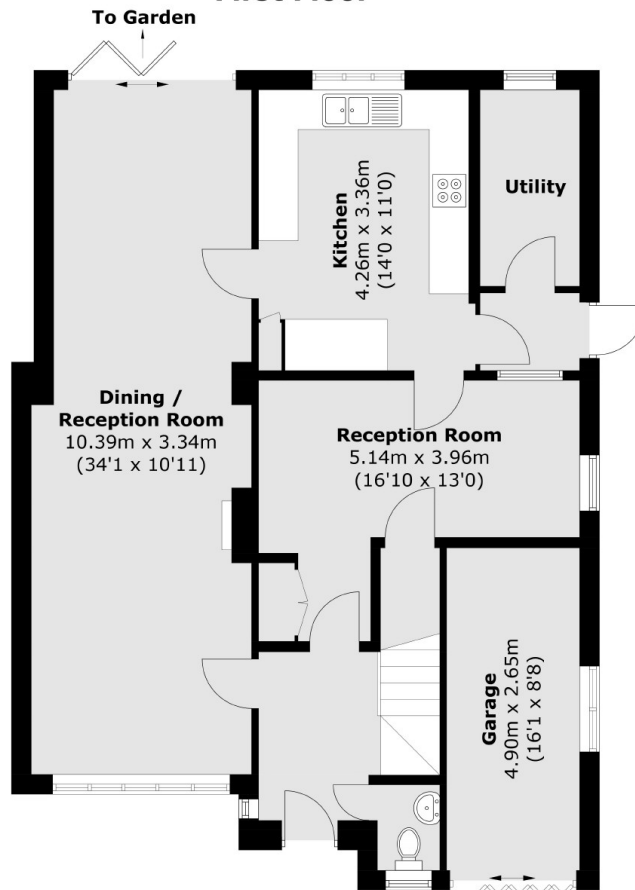 To Garden
Utility
Kitchen
4.26m x 3.36m
(14'0 x 11'0)
Dining /
Reception Room
10.39m x 3.34m
(34'1 x 10'11)
Reception Room
5.14m x 3.96m
(16'10 x 13'0)
Garage
4.90m x 2.65m
(16'1 x 8'8)